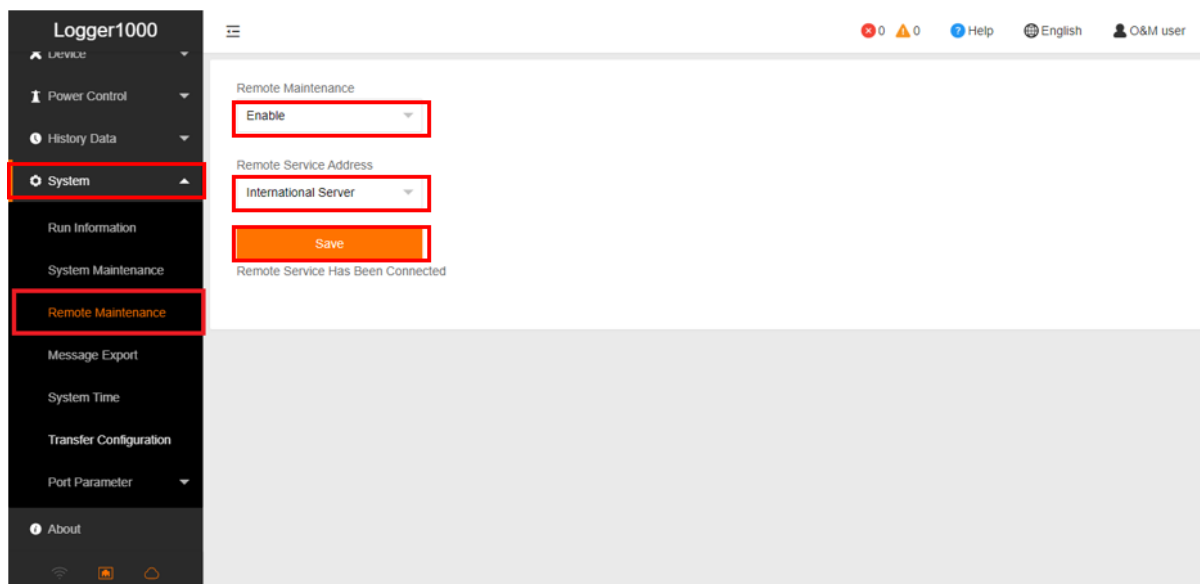 Logger1000
0 0 Help English O&M user
Device
Power Control
History Data
System
Run Information
System Maintenance
Remote Maintenance
Message Export
System Time
Transfer Configuration
Port Parameter
About
Remote Maintenance
Enable
Remote Service Address
International Server
Save
Remote Service Has Been Connected